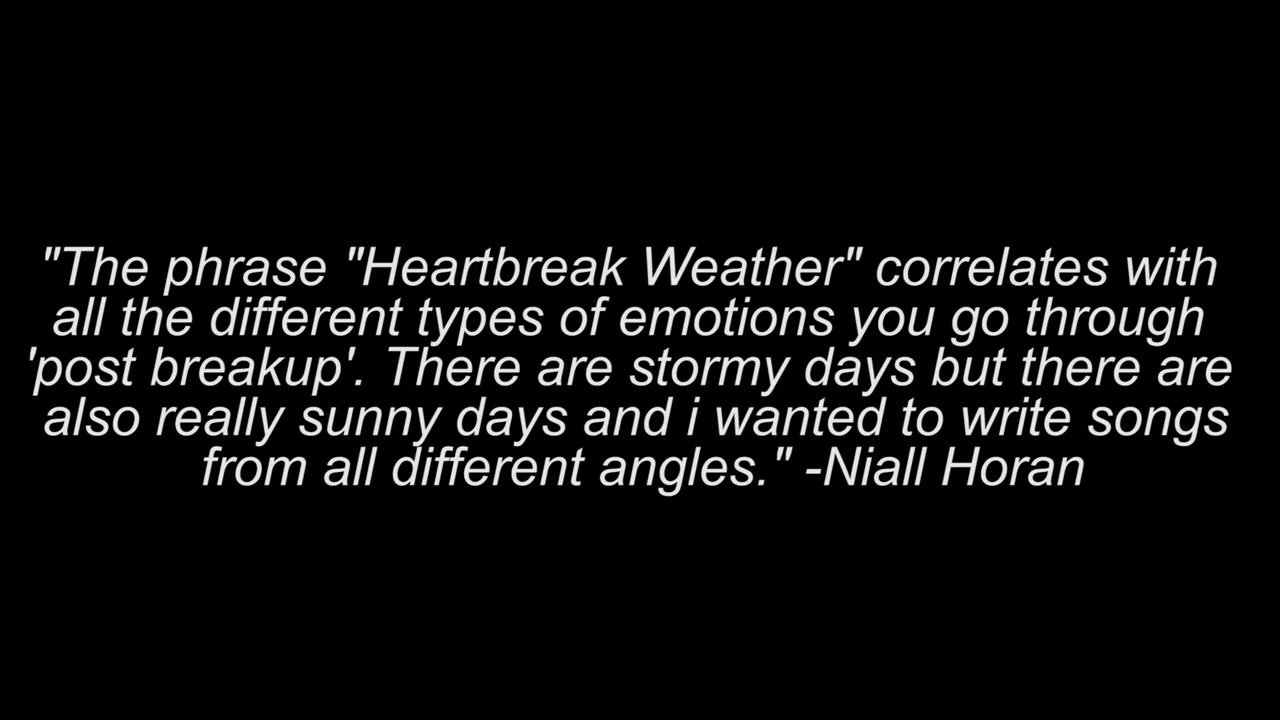 "The phrase "Heartbreak Weather" correlates with
all the different types of emotions you go through
'post breakup'. There are stormy days but there are
also really sunny days and i wanted to write songs
from all different angles." -Niall Horan